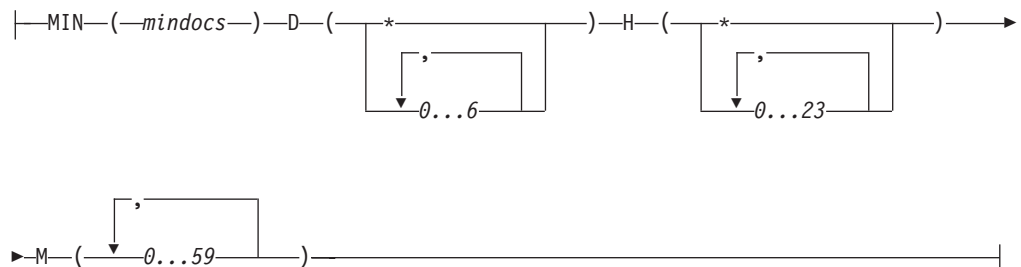 MIN ( mindocs ) D ( * ) H ( * )
, ,
0...6 0...23
,
M ( 0...59 )